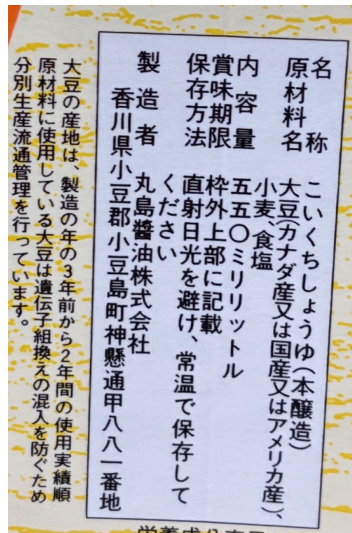 名称 こいくちしょうゆ(本醸造)
原材料名 大豆(カナダ産又は国産又はアメリカ産)、
小麦、食塩
内容量 五五〇ミリリットル
賞味期限 枠外上部に記載
保存方法 直射日光を避け、常温で保存して
ください
製造者 丸島醤油株式会社
香川県小豆郡小豆島町神懸通甲八八一番地
大豆の産地は、製造の年の3年前から2年間の使用実績順
原材料に使用している大豆は遺伝子組換えの混入を防ぐため
分別生産流通管理を行っています。